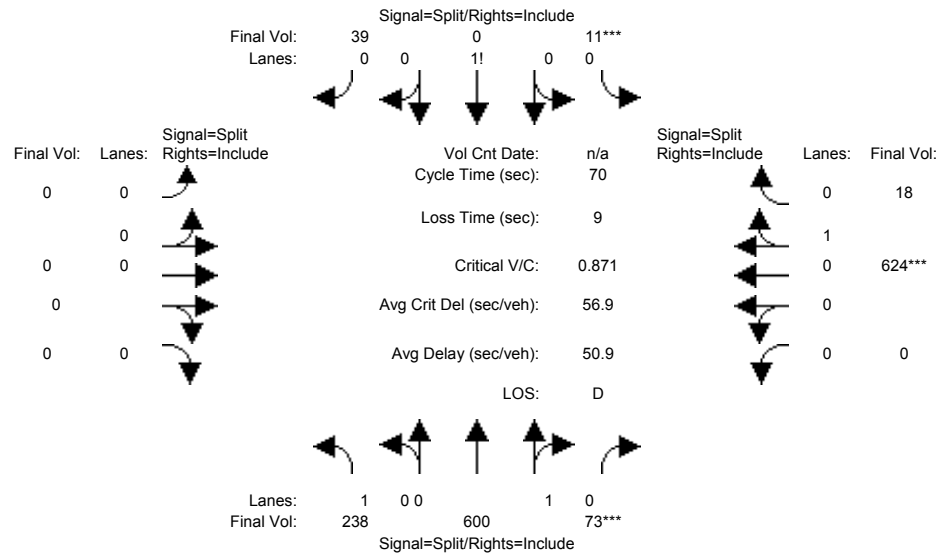 Signal=Split/Rights=Include
Final Vol: 39 0 11***
Lanes: 0 0 1! 0 0
Signal=Split Signal=Split
Final Vol: Lanes: Rights=Include Vol Cnt Date: n/a Rights=Include Lanes: Final Vol:
Cycle Time (sec): 70
0 0 0 18
Loss Time (sec): 9
0 1
0 0 Critical V/C: 0.871 0 624***
0 Avg Crit Del (sec/veh): 56.9 0
0 0 Avg Delay (sec/veh): 50.9 0 0
LOS: D
Lanes: 1 0 0 1 0
Final Vol: 238 600 73***
Signal=Split/Rights=Include